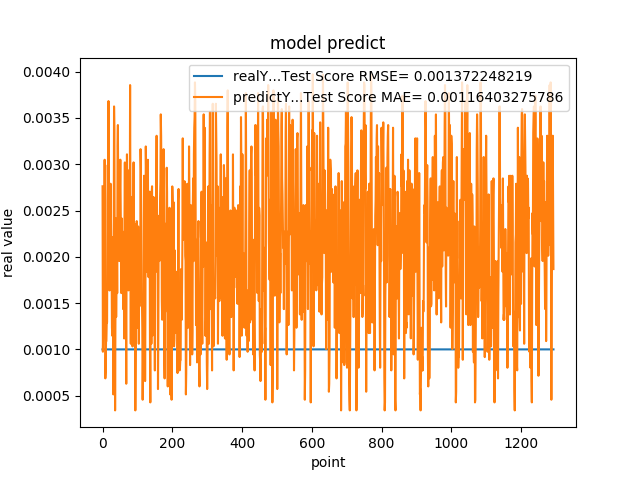 model predict
realY...Test Score RMSE= 0.001372248219
predictY...Test Score MAE= 0.00116403275786
0.0040
0.0035
0.0030
0.0025
0.0020
0.0015
0.0010
0.0005
real value
0 200 400 600 800 1000 1200
point